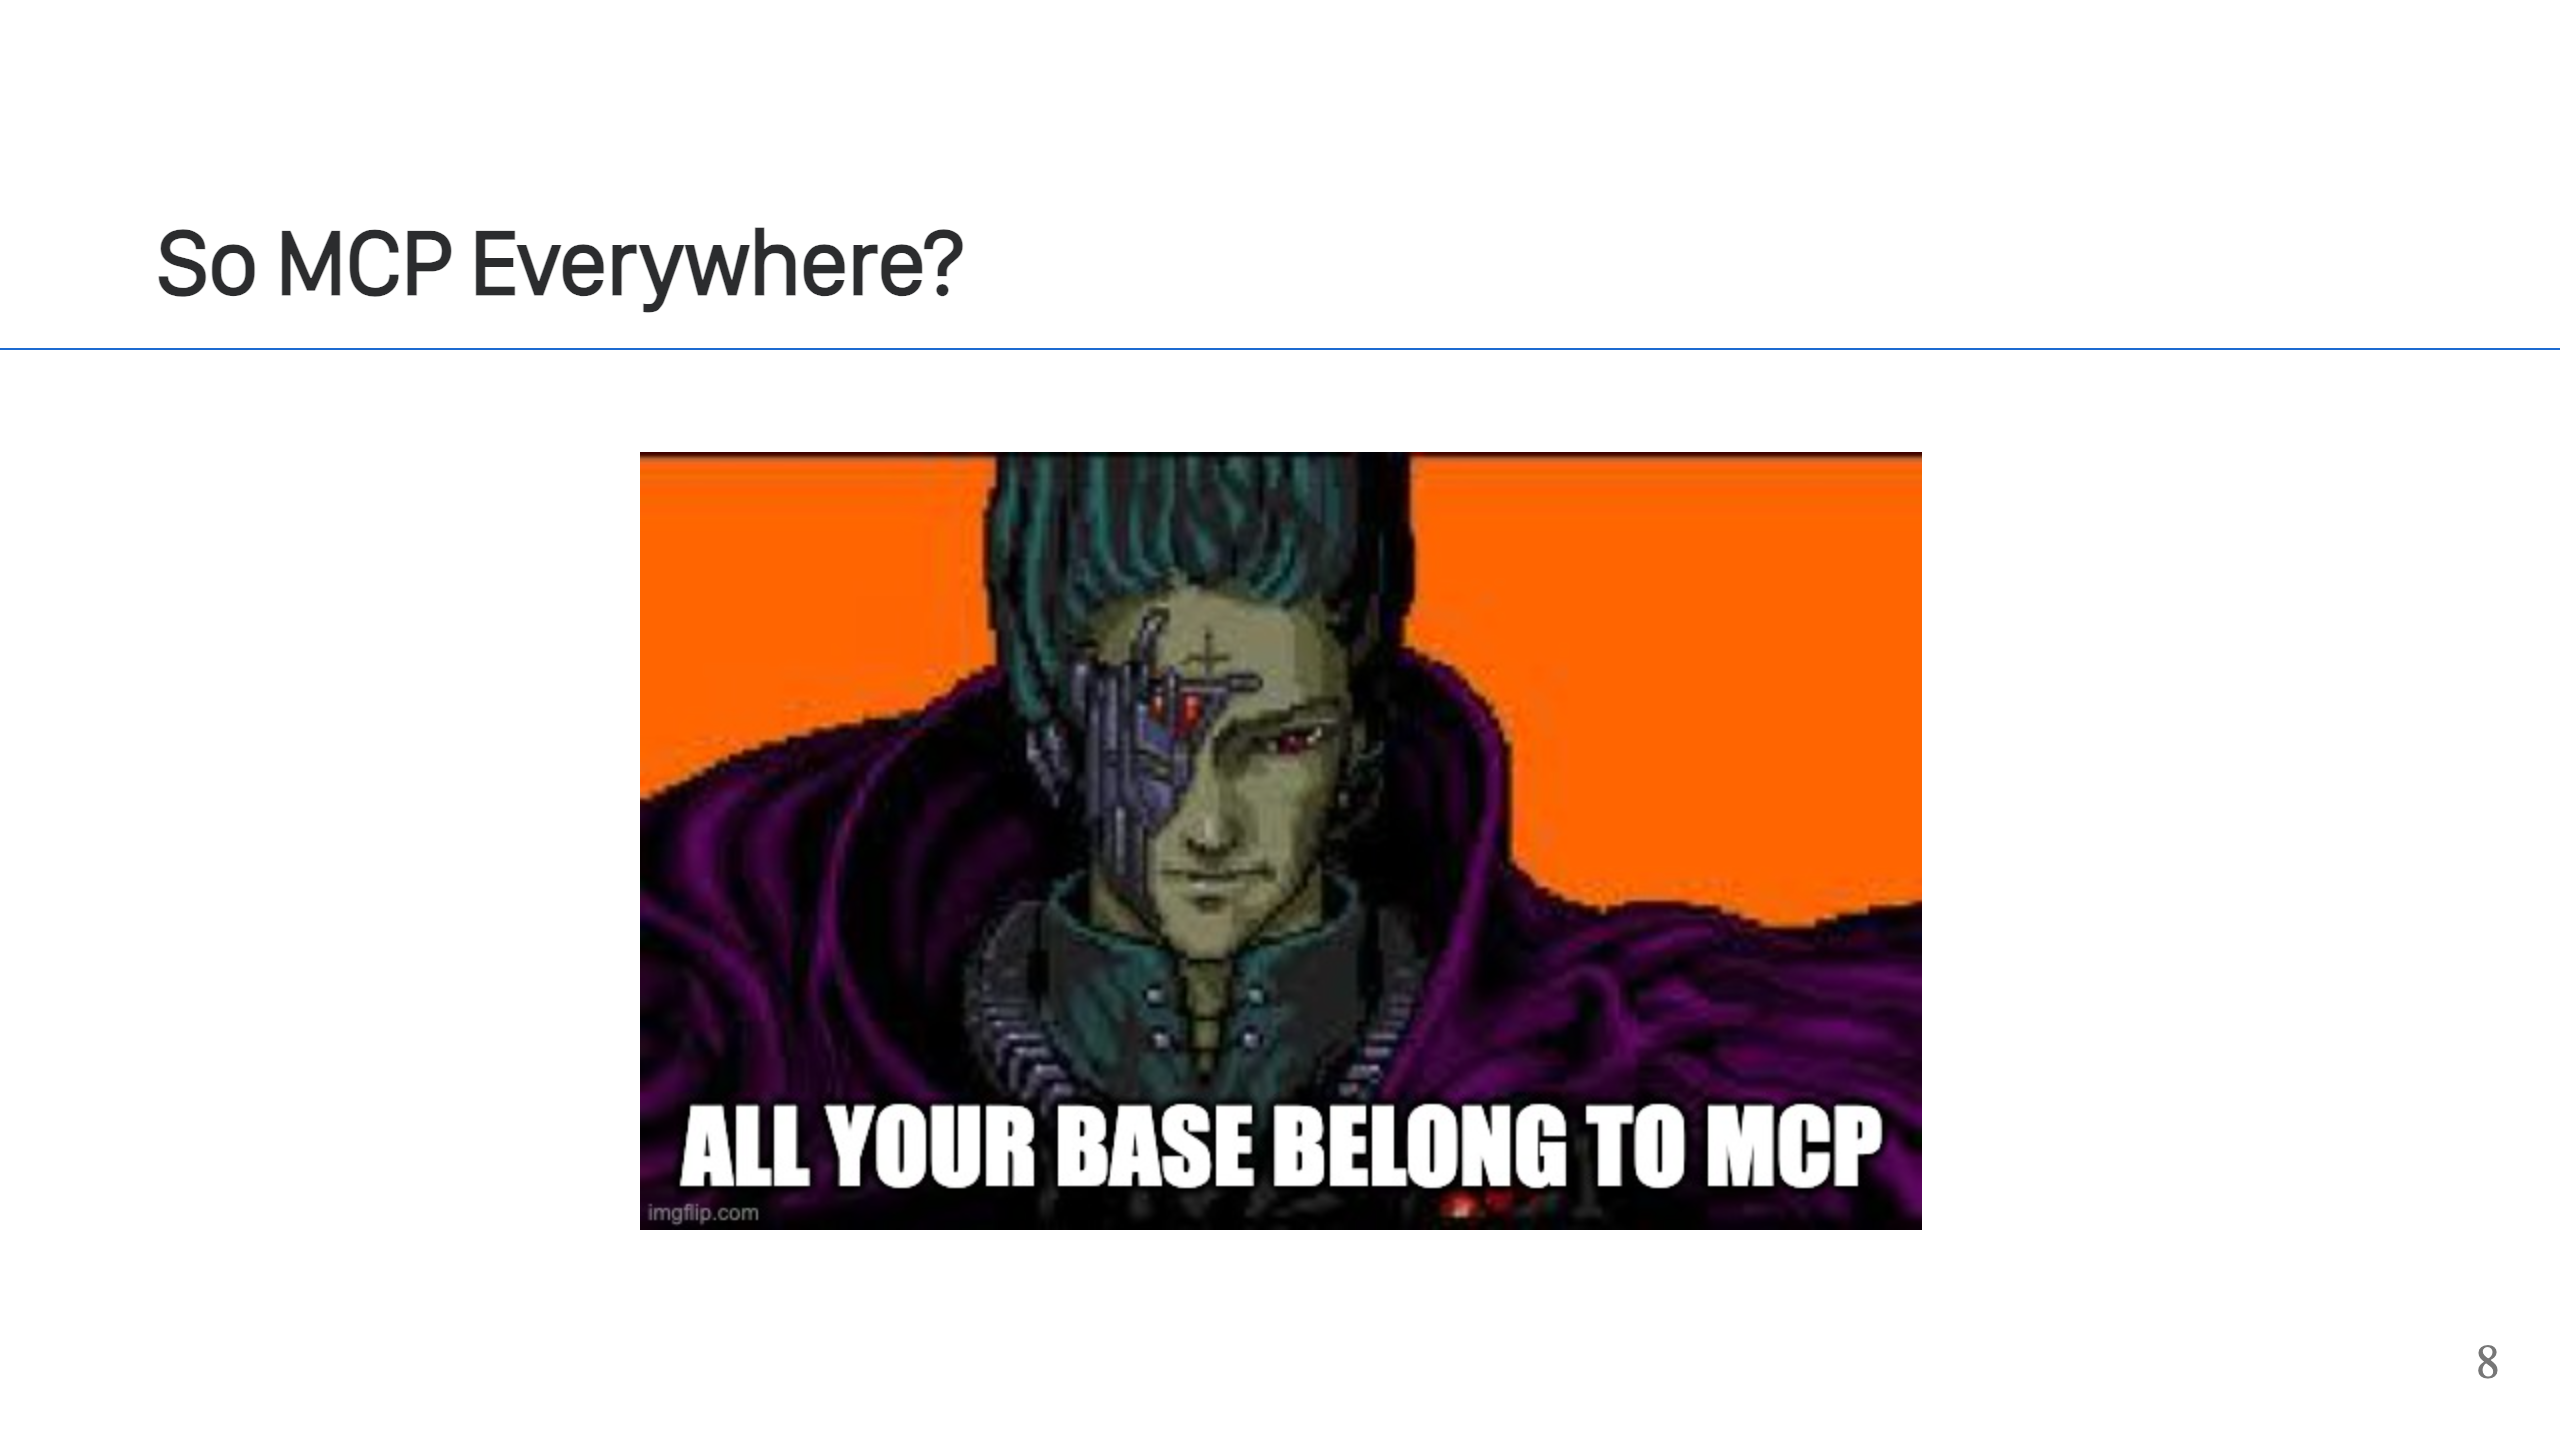 So MCP Everywhere?
ALL YOUR BASE BELONG TO MCP
imgflip.com
8